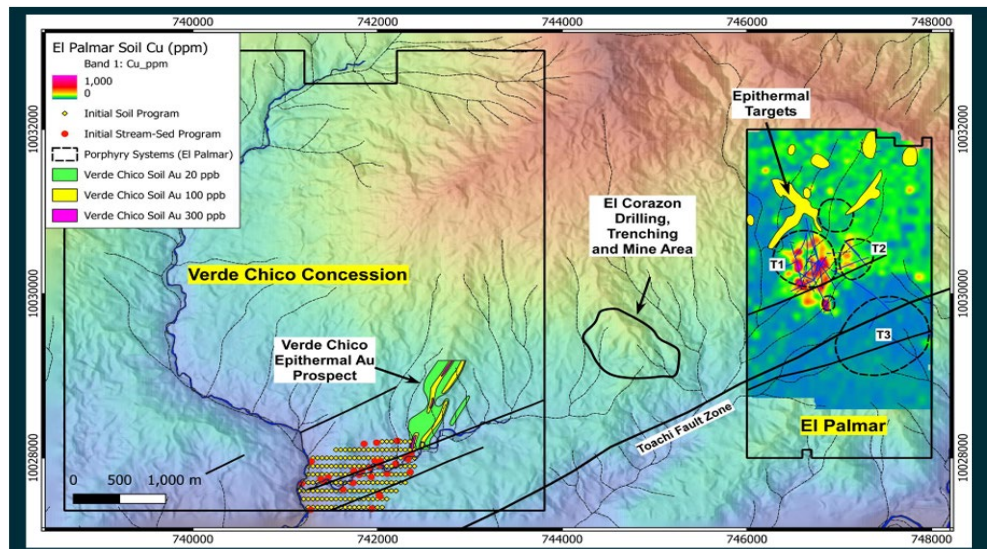 740000
742000
744000
746000
748000
El Palmar Soil Cu (ppm)
Band 1: Cu_ppm
1,000
0
Initial Soil Program
Initial Stream-Sed Program
Porphyry Systems (El Palmar)
Verde Chico Soil Au 20 ppb
Verde Chico Soil Au 100 ppb
Verde Chico Soil Au 300 ppb
10032000
10032000
Epithermal
Targets
El Corazon
Drilling,
Trenching
and Mine Area
T1
T2
Verde Chico Concession
10030000
10030000
T3
Verde Chico
Epithermal Au
Prospect
Toachi Fault Zone
El Palmar
10028000
10028000
0
500
1,000 m
740000
742000
744000
746000
748000